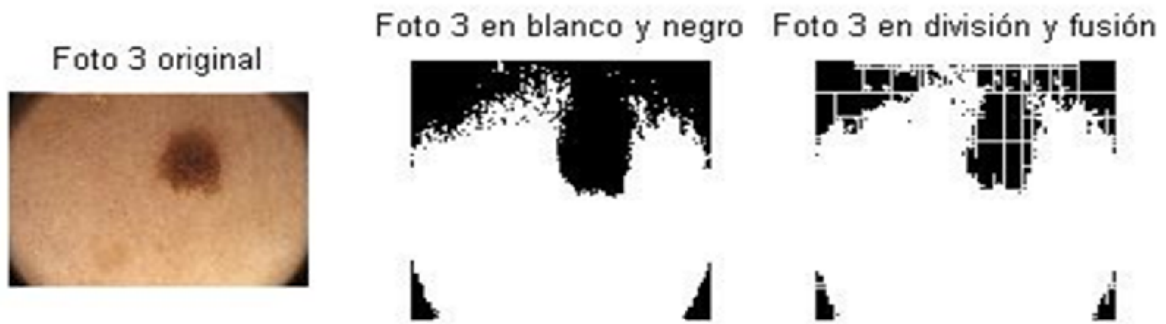 Foto 3 original
Foto 3 en blanco y negro
Foto 3 en división y fusión